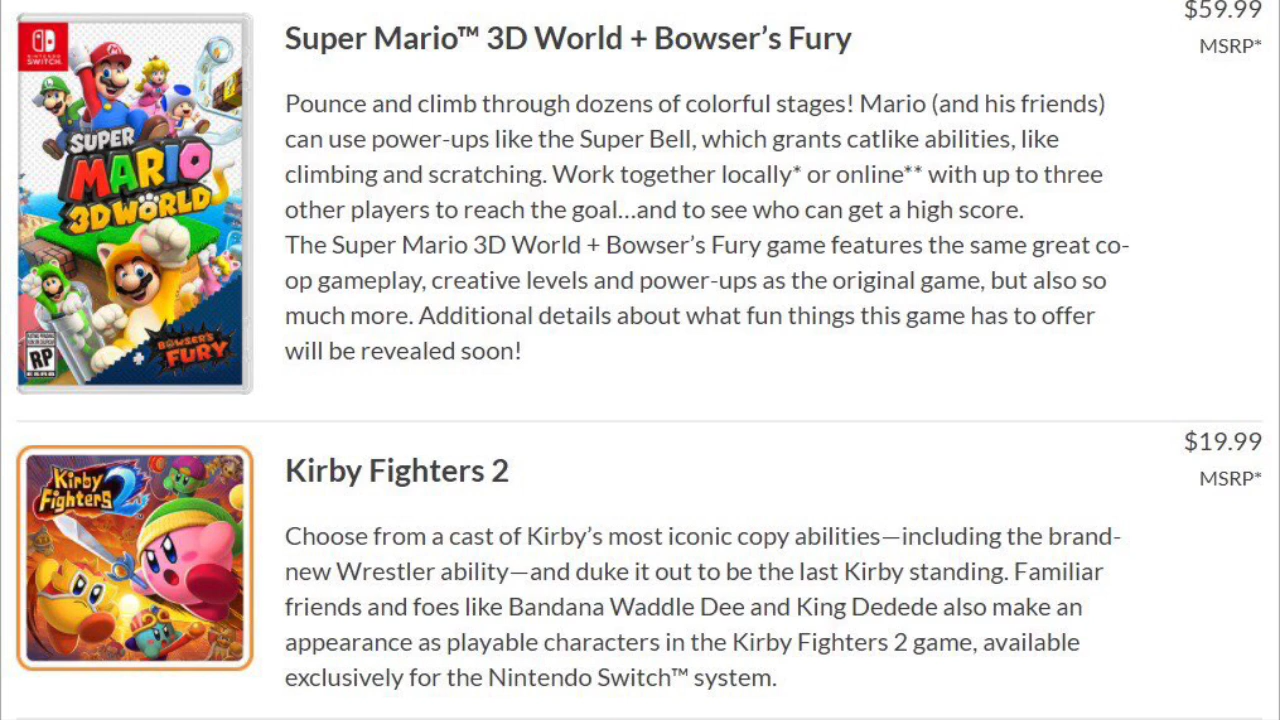 $59.99
MSRP*
Super Mario™ 3D World + Bowser's Fury
Pounce and climb through dozens of colorful stages! Mario (and his friends)
can use power-ups like the Super Bell, which grants catlike abilities, like
climbing and scratching. Work together locally* or online** with up to three
other players to reach the goal...and to see who can get a high score.
The Super Mario 3D World + Bowser's Fury game features the same great co-
op gameplay, creative levels and power-ups as the original game, but also so
much more. Additional details about what fun things this game has to offer
will be revealed soon!
NINTENDO
SWITCH
SUPER
MARIO
3D WORLD
+
BOWSER'S
FURY
RP
$19.99
MSRP*
Kirby Fighters 2
Choose from a cast of Kirby's most iconic copy abilities—including the brand-
new Wrestler ability—and duke it out to be the last Kirby standing. Familiar
friends and foes like Bandana Waddle Dee and King Dedede also make an
appearance as playable characters in the Kirby Fighters 2 game, available
exclusively for the Nintendo Switch™ system.
Kirby
Fighters 2